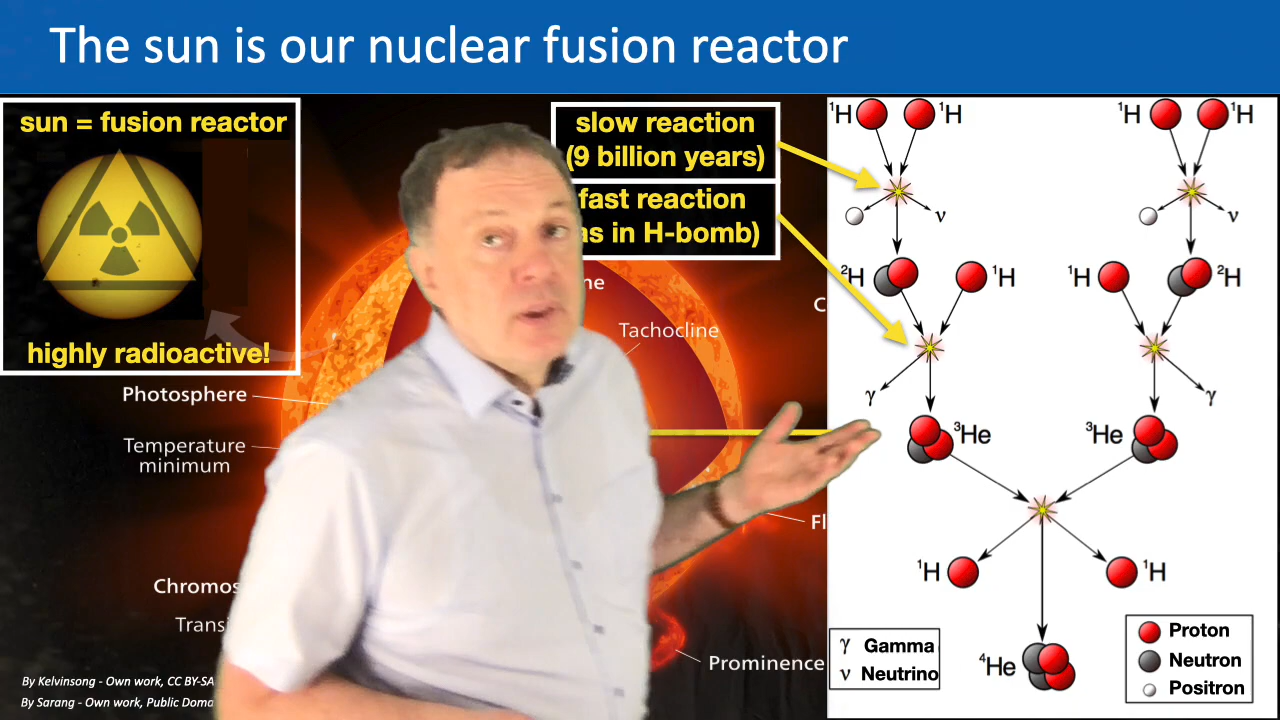 The sun is our nuclear fusion reactor
sun = fusion reactor
highly radioactive!
slow reaction
(9 billion years)
fast reaction
as in H-bomb)
Tachocline
Photosphere
Temperature
minimum
Prominence
By Kelvinsong - Own work, CC BY-SA
By Sarang - Own work, Public Doma
¹H ¹H ¹H ¹H
ν ν
²H ¹H ¹H ²H
γ γ
³He ³He
¹H ¹H
⁴He
γ Gamma
ν Neutrino
Proton
Neutron
Positron